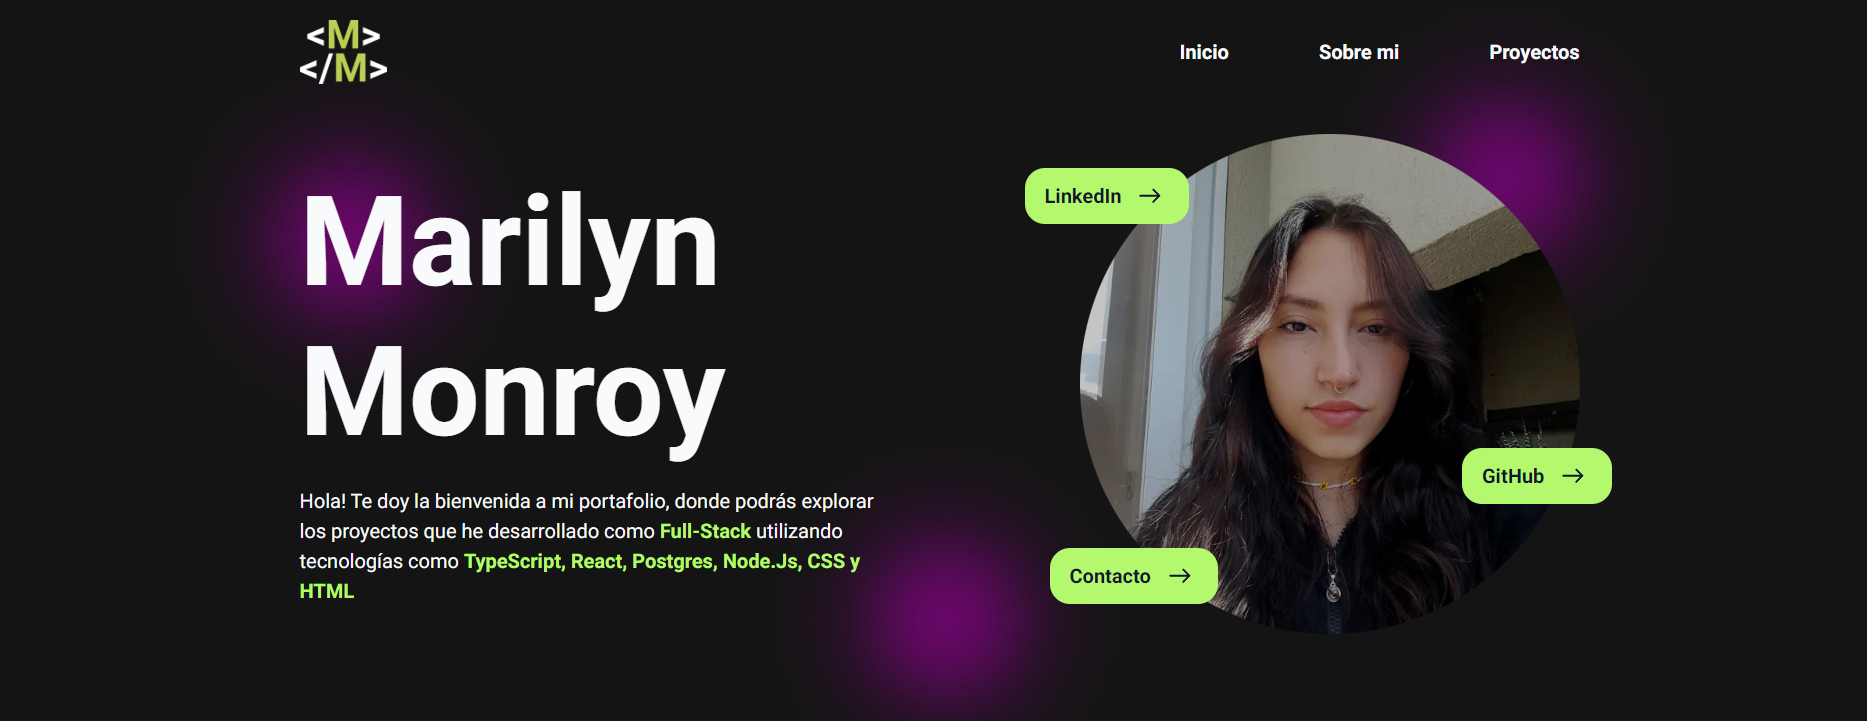 <M>
</M>
Inicio Sobre mi Proyectos
Marilyn
Monroy
Hola! Te doy la bienvenida a mi portafolio, donde podrás explorar
los proyectos que he desarrollado como Full-Stack utilizando
tecnologías como TypeScript, React, Postgres, Node.Js, CSS y
HTML
LinkedIn →
GitHub →
Contacto →